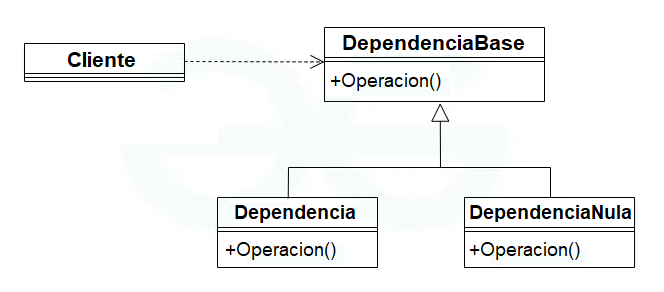 Cliente
DependenciaBase
+Operacion()
Dependencia
+Operacion()
DependenciaNula
+Operacion()